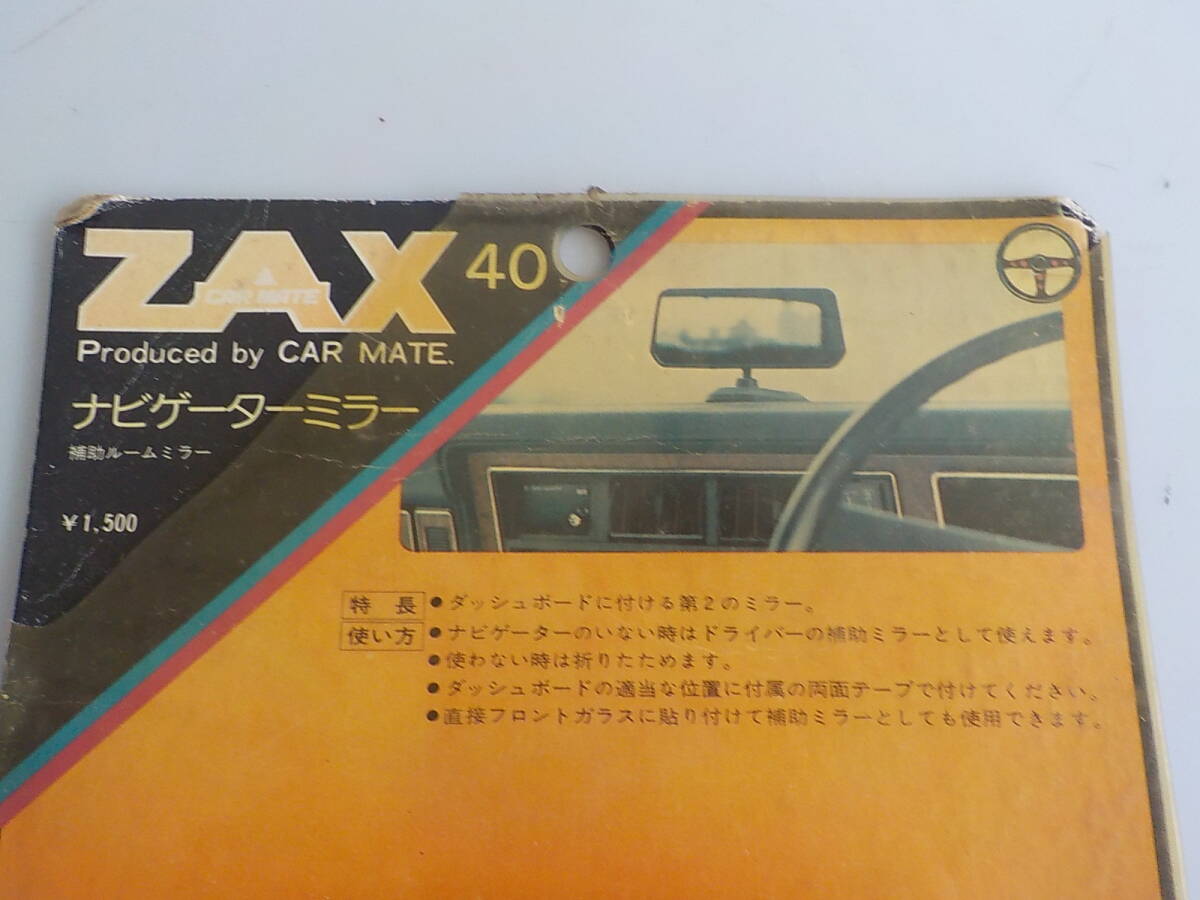 ZAX 40
CAR MATE
Produced by CAR MATE.
ナビゲーターミラー
補助ルームミラー
¥1,500
特長 ●ダッシュボードに付ける第2のミラー。
使い方 ●ナビゲーターのいない時はドライバーの補助ミラーとして使えます。
●使わない時は折りたためます。
●ダッシュボードの適当な位置に付属の両面テープで付けてください。
●直接フロントガラスに貼り付けて補助ミラーとしても使用できます。